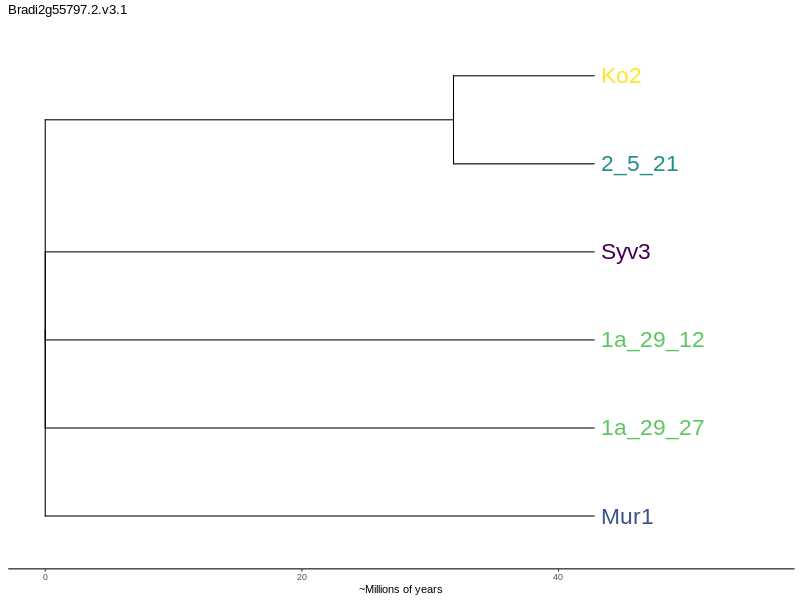 Bradi2g55797.2.v3.1
Ko2
2_5_21
Syv3
1a_29_12
1a_29_27
Mur1
0 20 40
~Millions of years